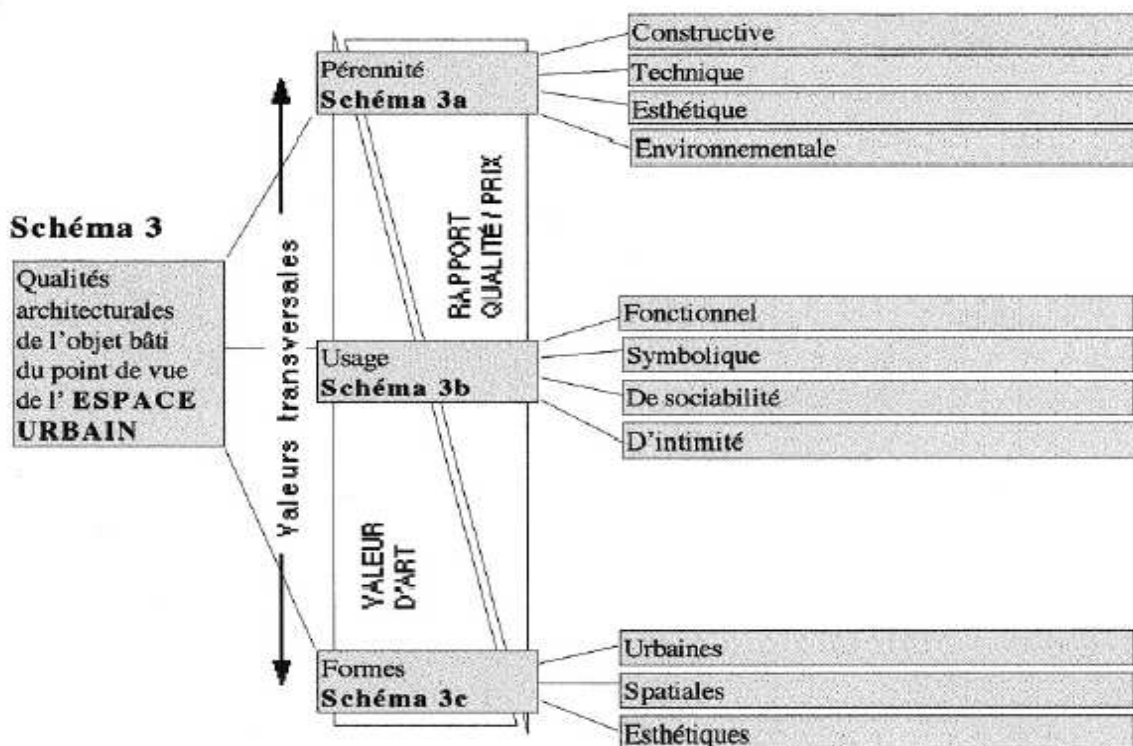 Schéma 3
Qualités
architecturales
de l'objet bâti
du point de vue
de l' ESPACE
URBAIN
Valeurs transversales
Pérennité
Schéma 3a
Constructive
Technique
Esthétique
Environnementale
RAPPORT
QUALITÉ / PRIX
Usage
Schéma 3b
Fonctionnel
Symbolique
De sociabilité
D'intimité
VALEUR
D'ART
Formes
Schéma 3c
Urbaines
Spatiales
Esthétiques